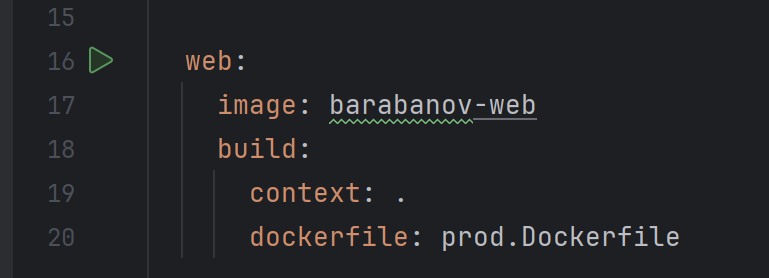 15
16 web:
17 image: barabanov-web
18 build:
19 context: .
20 dockerfile: prod.Dockerfile